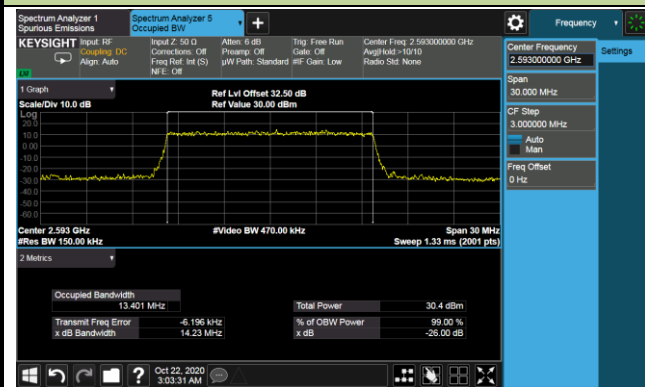 Spectrum Analyzer 1
Spurious Emissions
Spectrum Analyzer 5
Occupied BW
Frequency
KEYSIGHT
Input: RF
Coupling: DC
Align: Auto
Input Z: 50 Ω
Corrections: Off
Freq Ref: Int (S)
NFE: Off
Atten: 6 dB
Preamp: Off
µW Path: Standard
Trig: Free Run
Gate: Off
#IF Gain: Low
Center Freq: 2.593000000 GHz
Avg|Hold:>10/10
Radio Std: None
LXI
1 Graph
Scale/Div 10.0 dB
Ref Lvl Offset 32.50 dB
Ref Value 30.00 dBm
Log
20.0
10.0
0.00
-10.0
-20.0
-30.0
-40.0
-50.0
-60.0
Center 2.593 GHz
#Res BW 150.00 kHz
#Video BW 470.00 kHz
Span 30 MHz
Sweep 1.33 ms (2001 pts)
2 Metrics
Occupied Bandwidth
13.401 MHz
Transmit Freq Error -6.196 kHz
x dB Bandwidth 14.23 MHz
Total Power 30.4 dBm
% of OBW Power 99.00 %
x dB -26.00 dB
Center Frequency
2.593000000 GHz
Settings
Span
30.000 MHz
CF Step
3.000000 MHz
Auto
Man
Freq Offset
0 Hz
Oct 22, 2020
3:03:31 AM